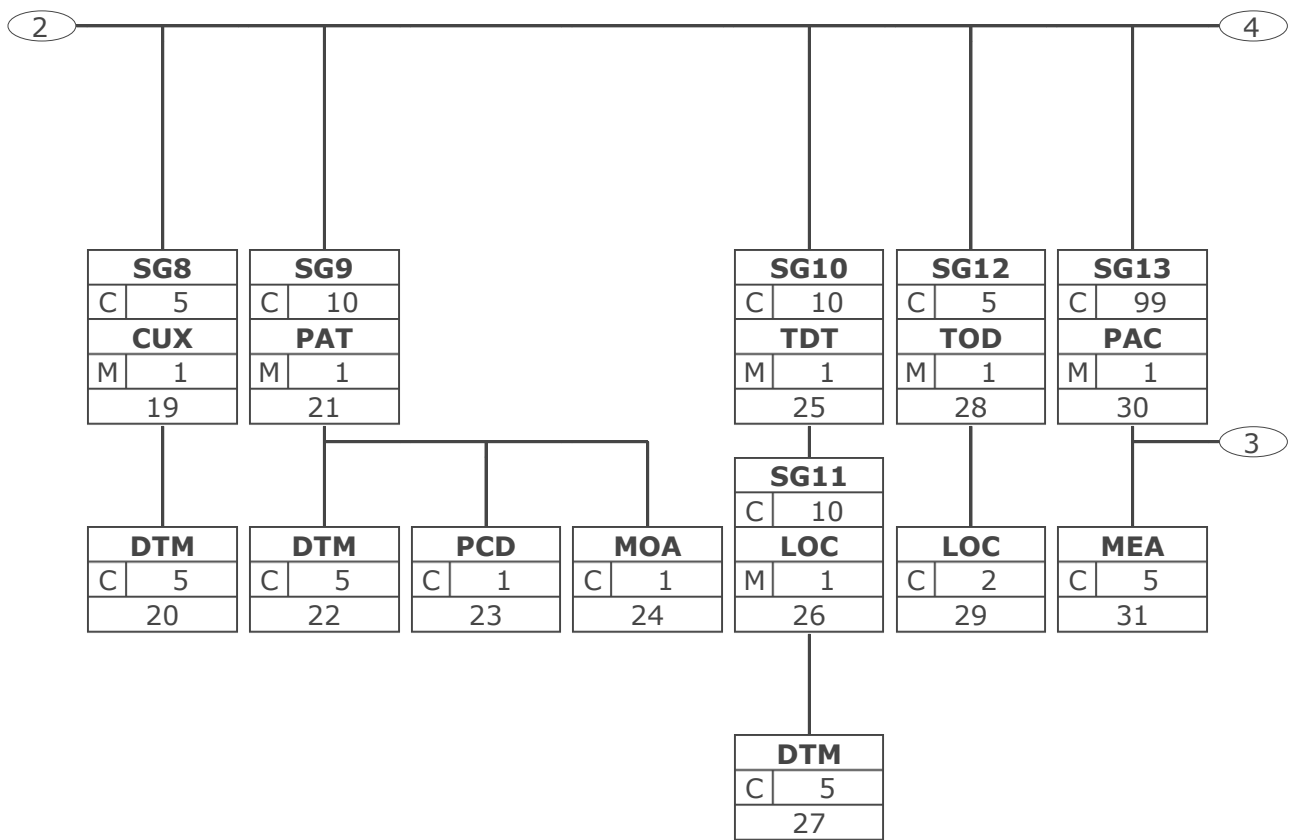 2 4
SG8 SG9 SG10 SG12 SG13
C 5 C 10 C 10 C 5 C 99
CUX PAT TDT TOD PAC
M 1 M 1 M 1 M 1 M 1
19 21 25 28 30
3
SG11
C 10
DTM DTM PCD MOA LOC LOC MEA
C 5 C 5 C 1 C 1 M 1 C 2 C 5
20 22 23 24 26 29 31
DTM
C 5
27